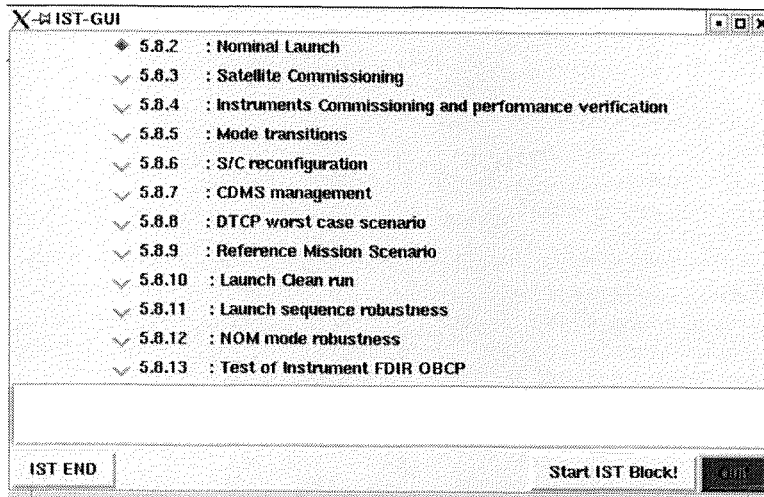 IST-GUI
5.8.2 : Nominal Launch
5.8.3 : Satellite Commissioning
5.8.4 : Instruments Commissioning and performance verification
5.8.5 : Mode transitions
5.8.6 : S/C reconfiguration
5.8.7 : CDMS management
5.8.8 : DTCP worst case scenario
5.8.9 : Reference Mission Scenario
5.8.10 : Launch Clean run
5.8.11 : Launch sequence robustness
5.8.12 : NOM mode robustness
5.8.13 : Test of Instrument FDIR OBCP
IST END Start IST Block!